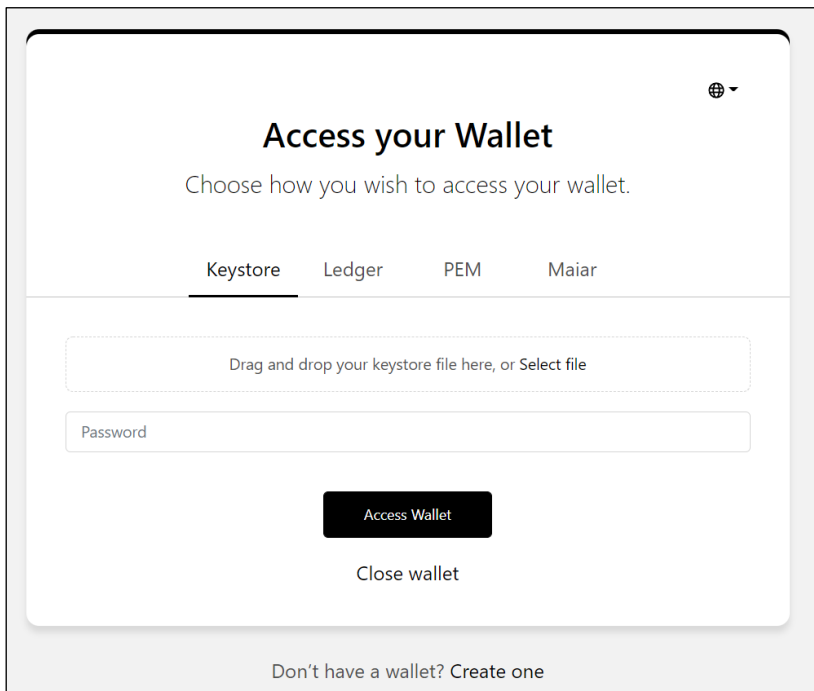 Access your Wallet
Choose how you wish to access your wallet.
Keystore Ledger PEM Maiar
Drag and drop your keystore file here, or Select file
Password
Access Wallet
Close wallet
Don't have a wallet? Create one